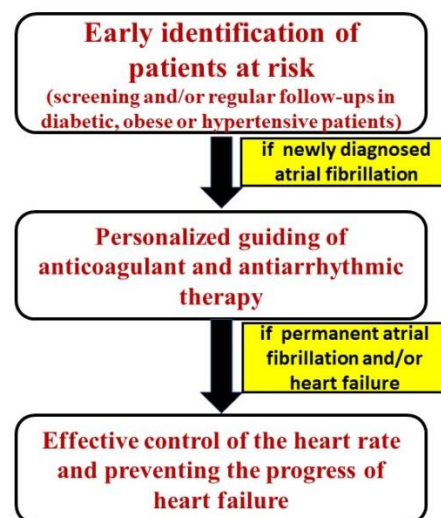 Early identification of
patients at risk
(screening and/or regular follow-ups in
diabetic, obese or hypertensive patients)
if newly diagnosed
atrial fibrillation
Personalized guiding of
anticoagulant and antiarrhythmic
therapy
if permanent atrial
fibrillation and/or
heart failure
Effective control of the heart rate
and preventing the progress of
heart failure